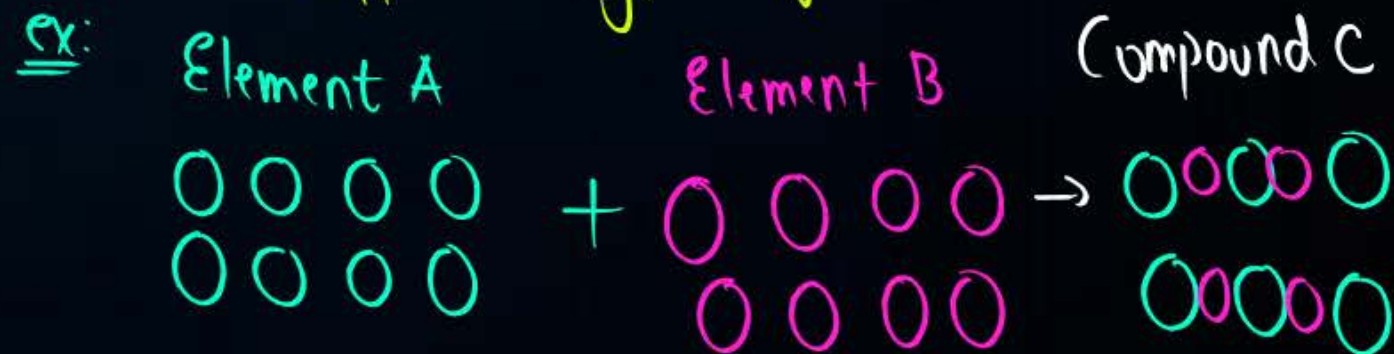 ex: Element A Element B Compound C
+ →